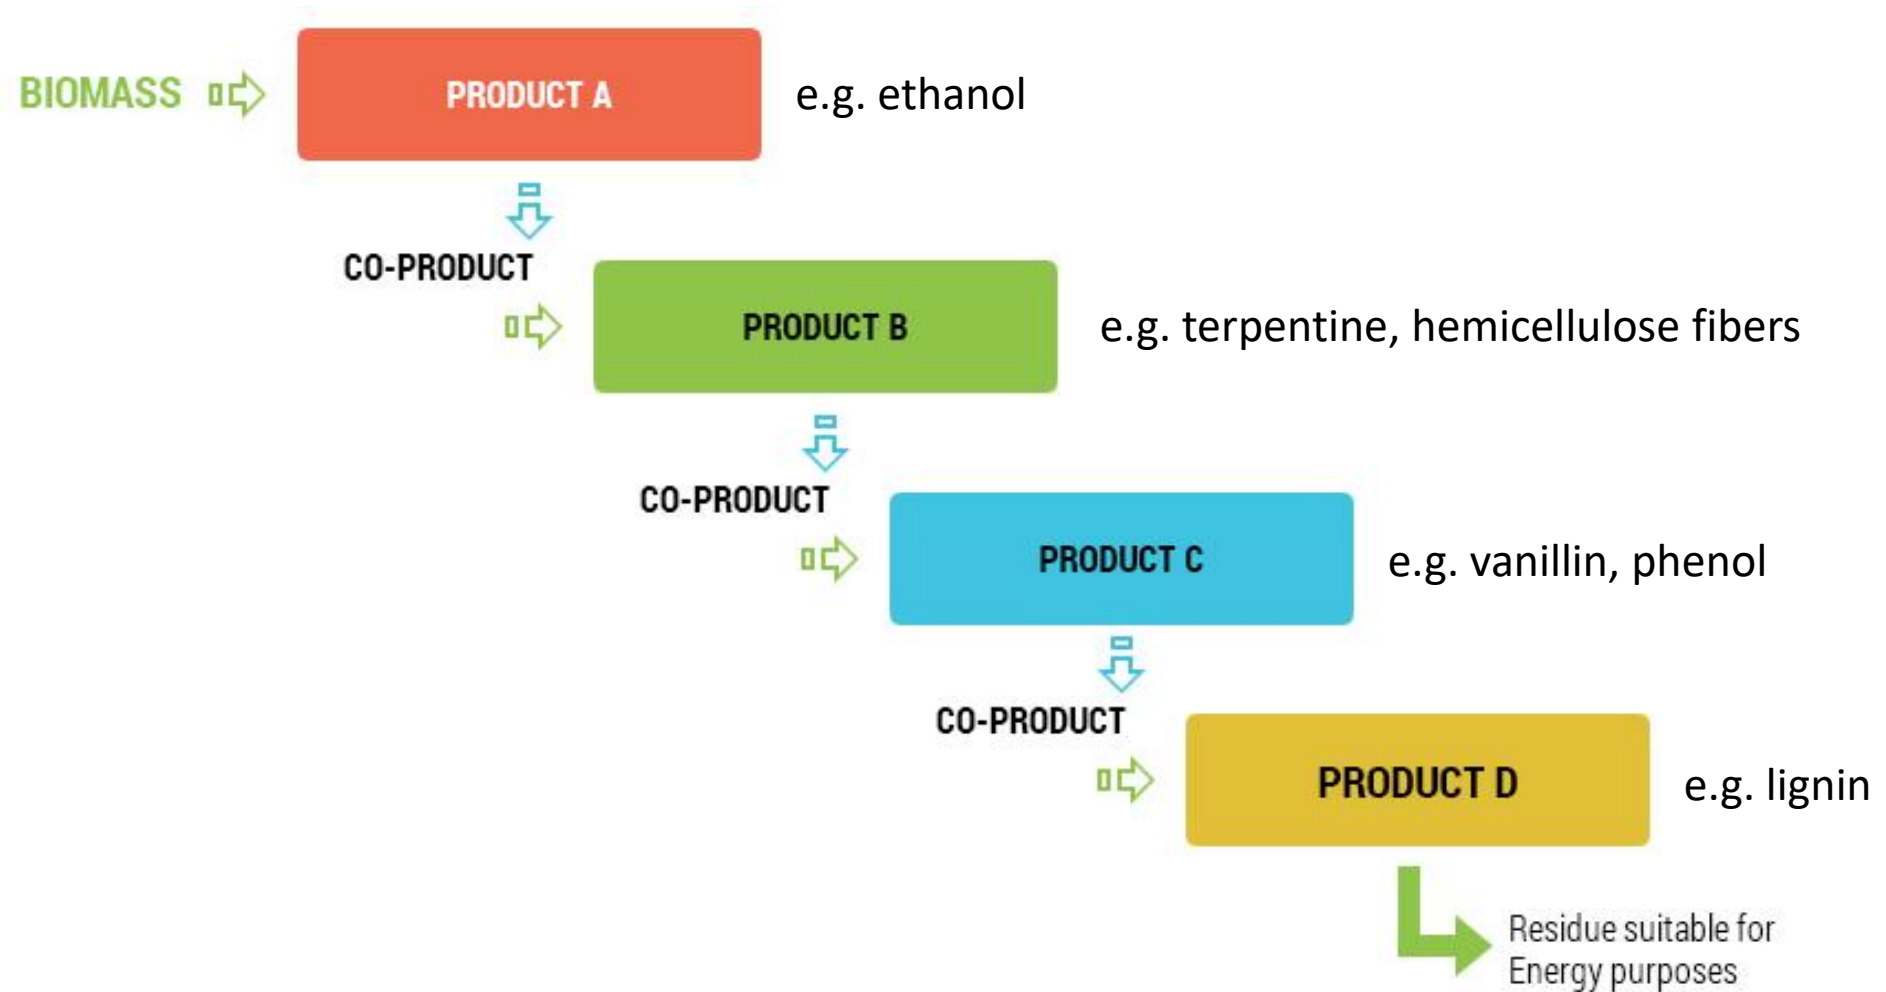 BIOMASS
PRODUCT A
e.g. ethanol
CO-PRODUCT
PRODUCT B
e.g. terpentine, hemicellulose fibers
CO-PRODUCT
PRODUCT C
e.g. vanillin, phenol
CO-PRODUCT
PRODUCT D
e.g. lignin
Residue suitable for
Energy purposes